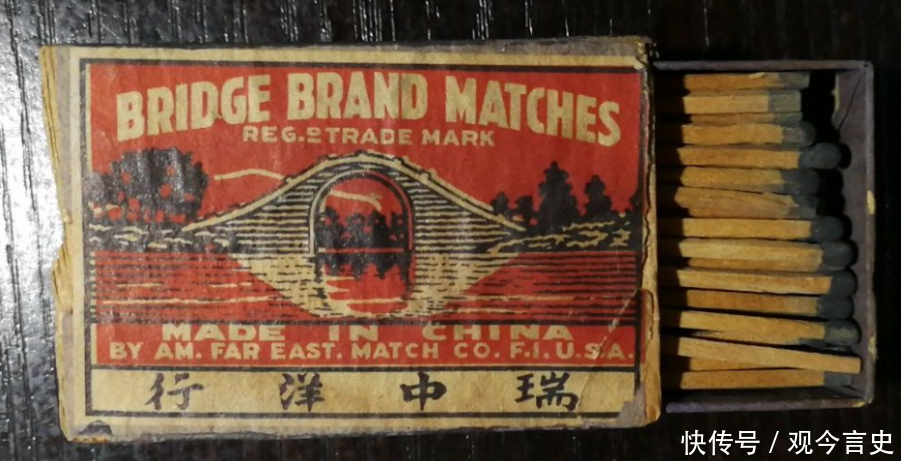 BRIDGE BRAND MATCHES
REG.D TRADE MARK
MADE IN CHINA
BY AM. FAR EAST. MATCH CO. F.I.U.S.A.
行洋中瑞
快传号 / 观今言史